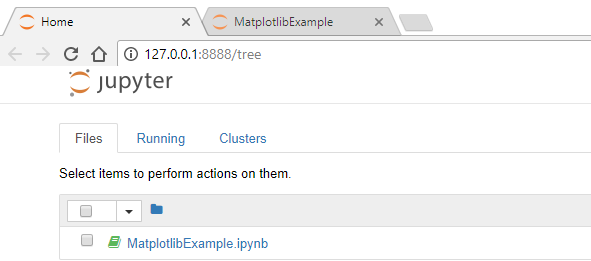 Home MatplotlibExample
127.0.0.1:8888/tree
jupyter
Files Running Clusters
Select items to perform actions on them.
MatplotlibExample.ipynb